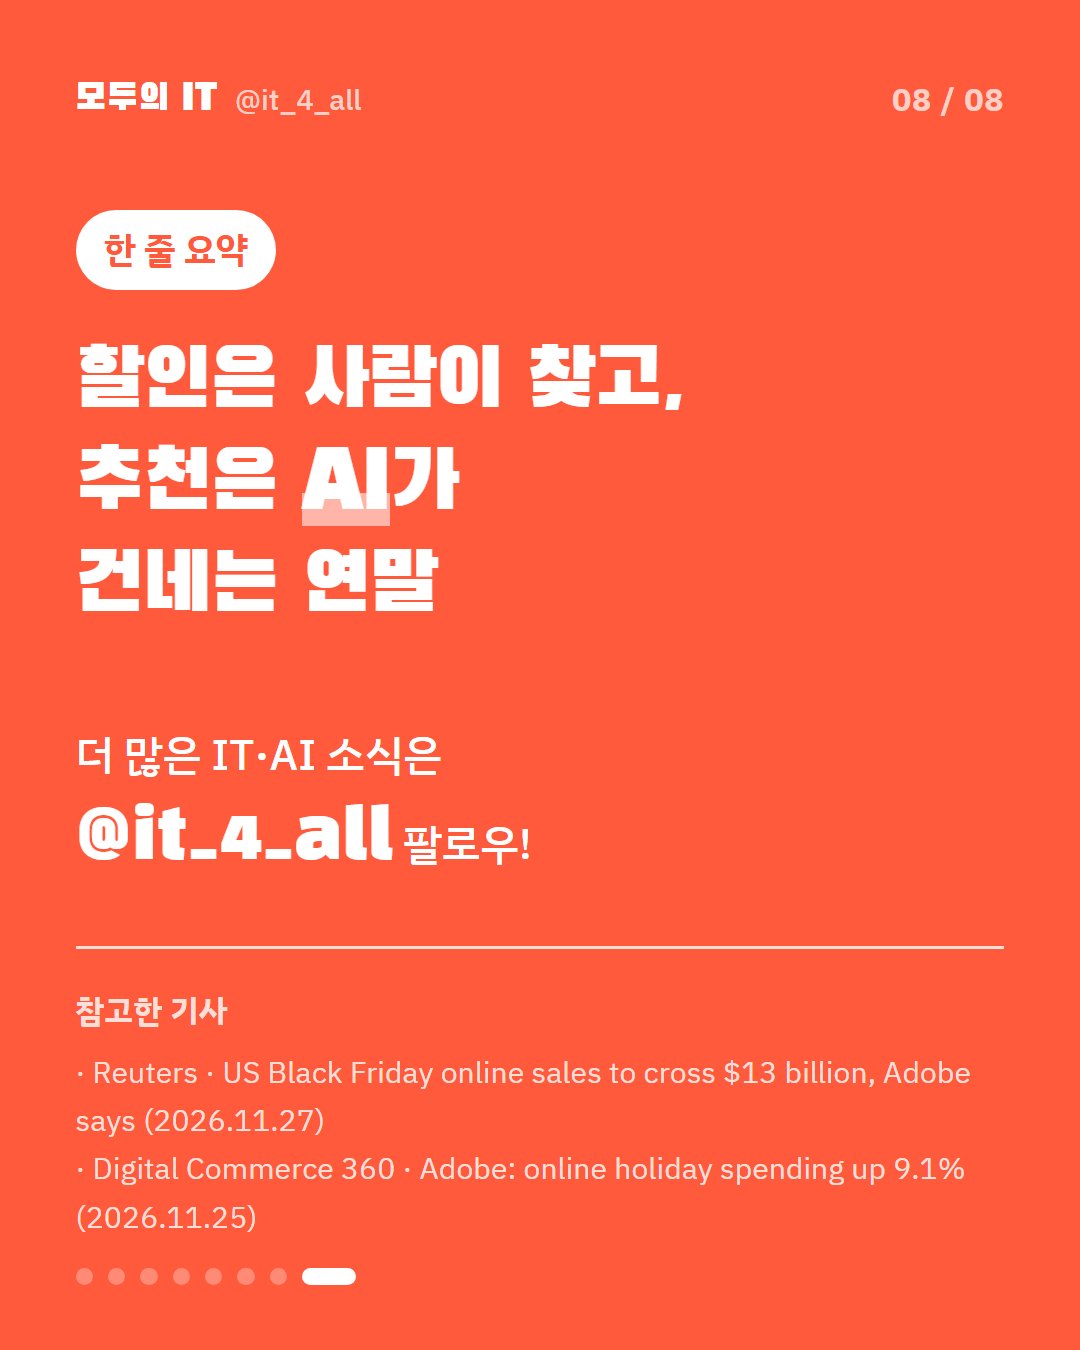 모두의 IT @it_4_all
08 / 08
한 줄 요약
할인은 사람이 찾고,
추천은 AI가
건네는 연말
더 많은 IT·AI 소식은
@it_4_all 팔로우!
참고한 기사
· Reuters · US Black Friday online sales to cross $13 billion, Adobe
says (2026.11.27)
· Digital Commerce 360 · Adobe: online holiday spending up 9.1%
(2026.11.25)